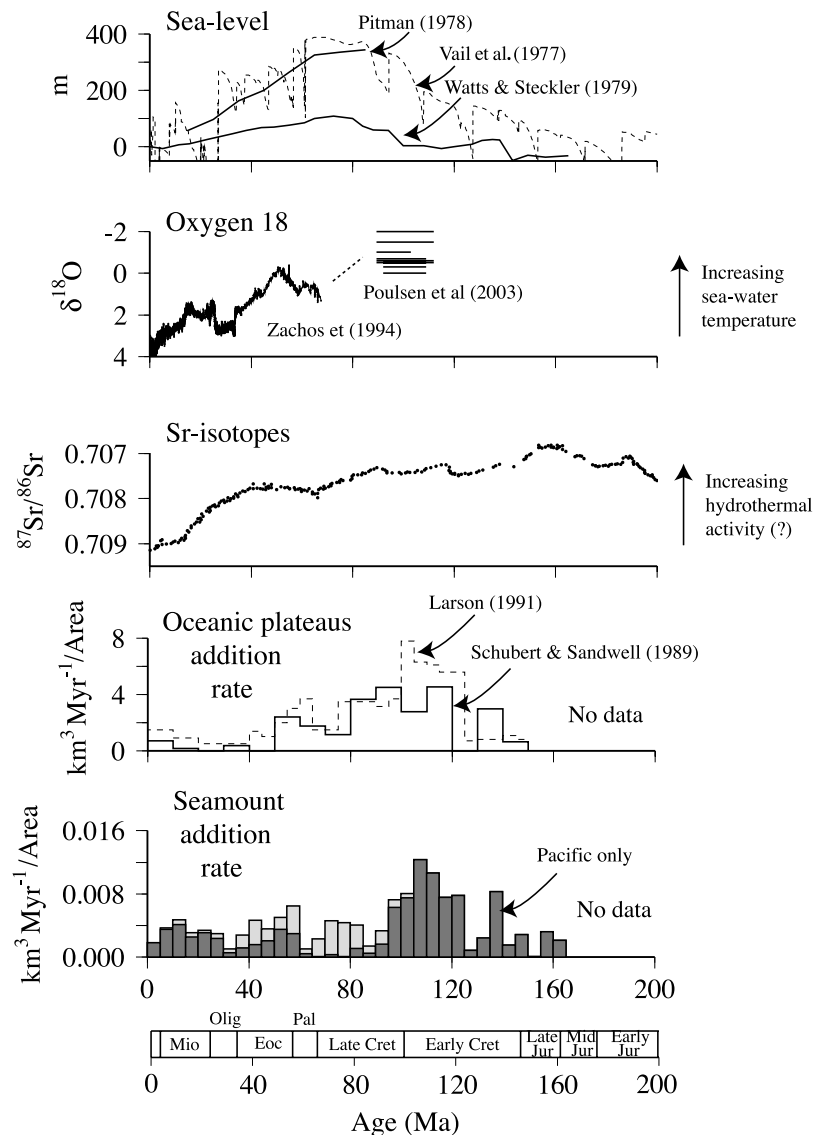 Sea-level
Pitman (1978)
Vail et al. (1977)
Watts & Steckler (1979)
400
200
0
m
Oxygen 18
-2
0
2
4
δ18O
Poulsen et al (2003)
Zachos et (1994)
Increasing
sea-water
temperature
Sr-isotopes
0.707
0.708
0.709
87Sr/86Sr
Increasing
hydrothermal
activity (?)
Oceanic plateaus
addition
rate
Larson (1991)
Schubert & Sandwell (1989)
No data
8
4
0
km3 Myr-1/Area
Seamount
addition
rate
Pacific only
No data
0.016
0.008
0.000
km3 Myr-1/Area
0 40 80 120 160 200
Olig Pal
Mio Eoc Late Cret Early Cret Late Jur Mid Jur Early Jur
0 40 80 120 160 200
Age (Ma)